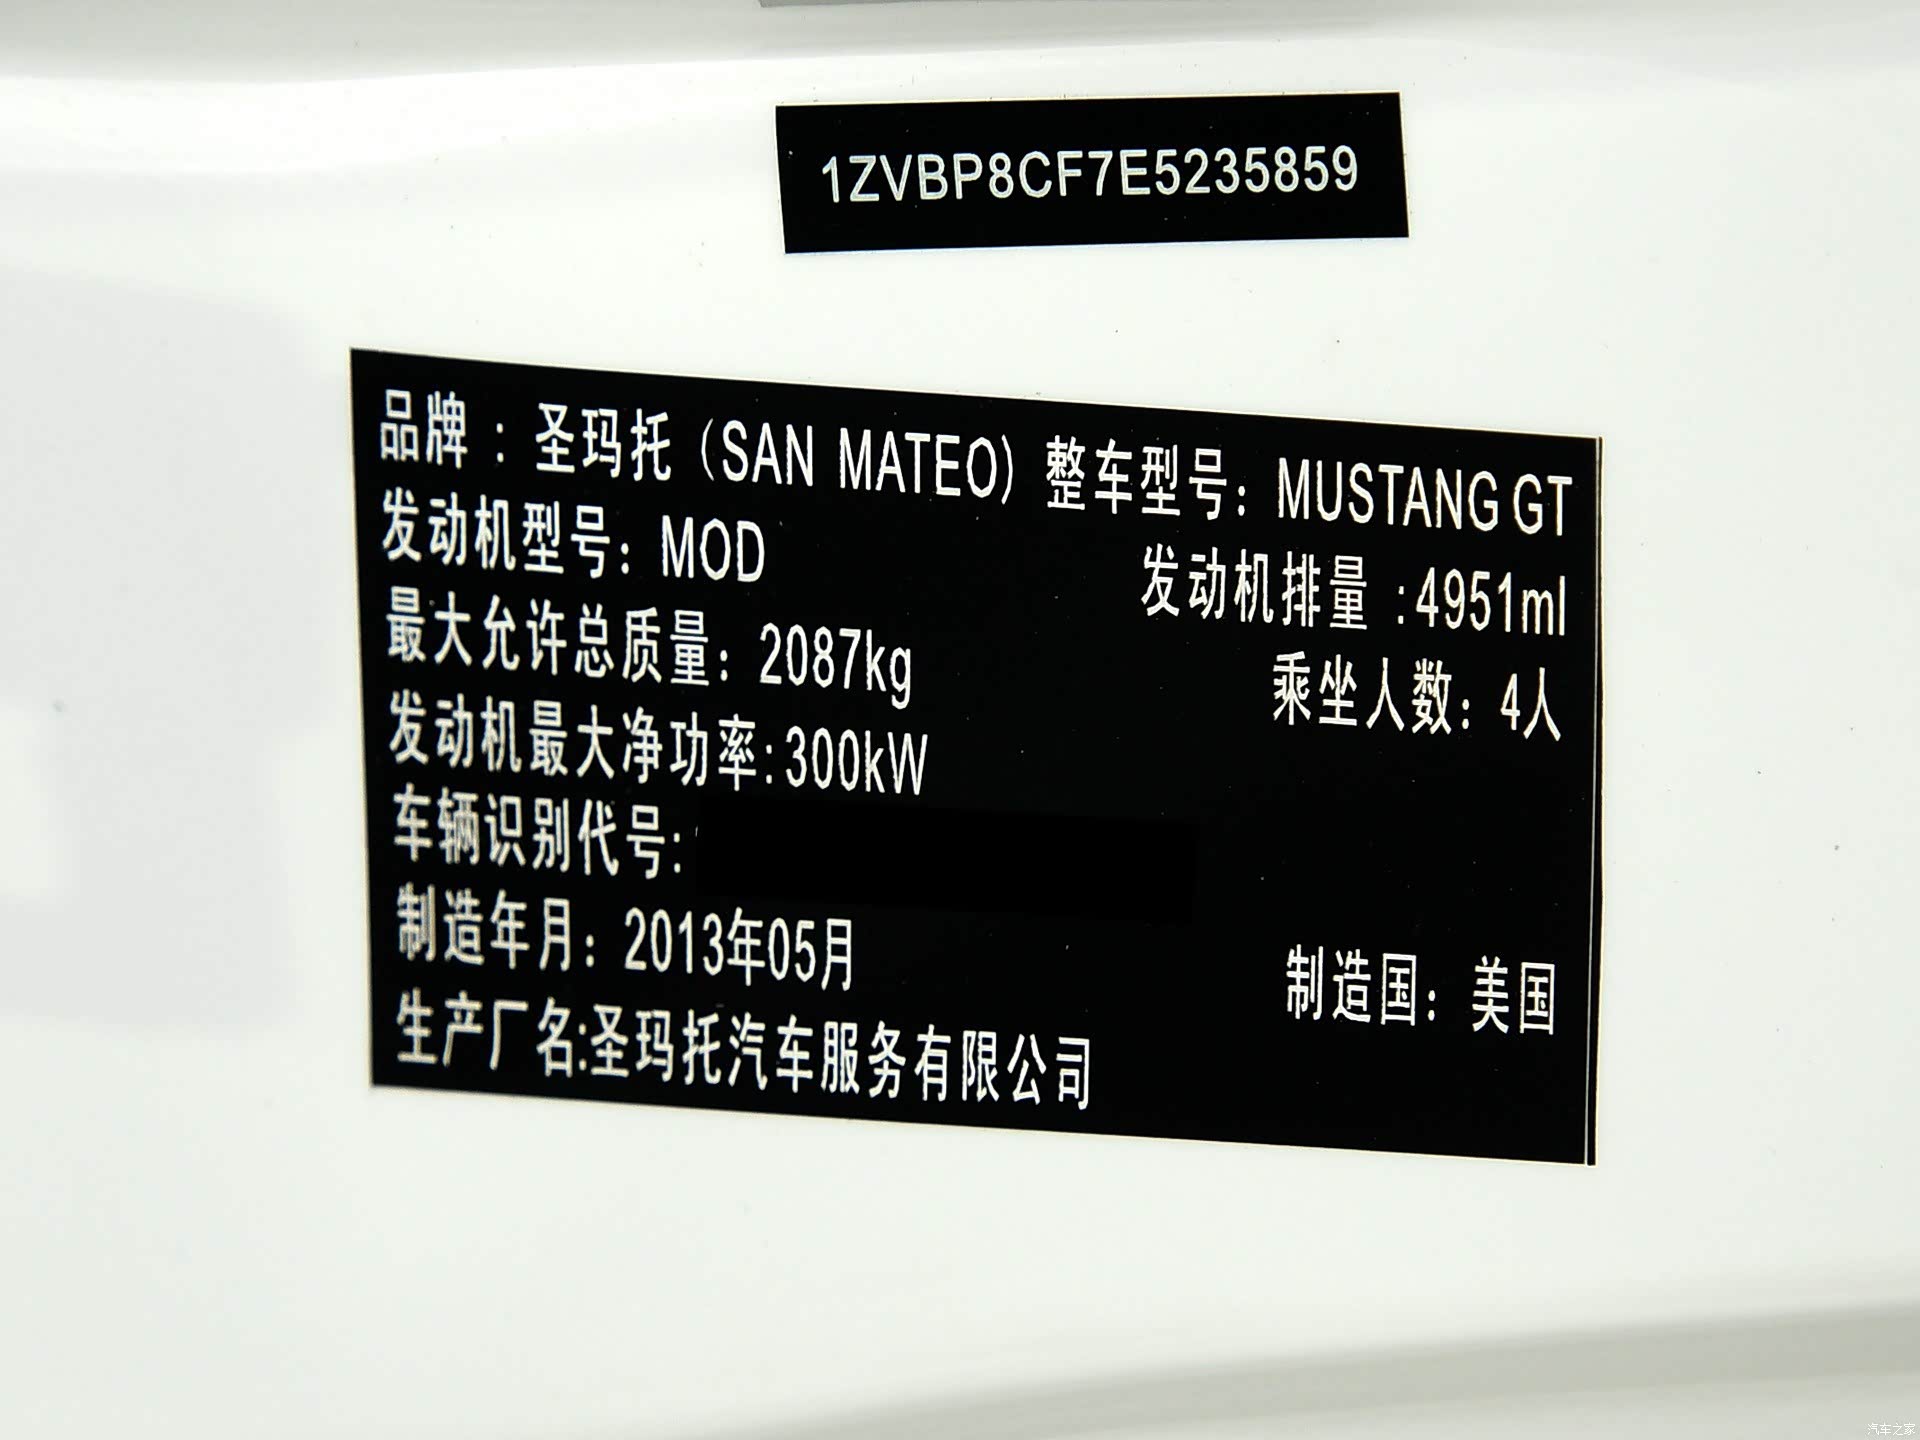 1ZVBP8CF7E5235859
品牌：圣玛托（SAN MATEO）整车型号：MUSTANG GT
发动机型号：MOD 发动机排量：4951ml
最大允许总质量：2087kg 乘坐人数：4人
发动机最大净功率:300kW
车辆识别代号:
制造年月：2013年05月 制造国：美国
生产厂名:圣玛托汽车服务有限公司
汽车之家